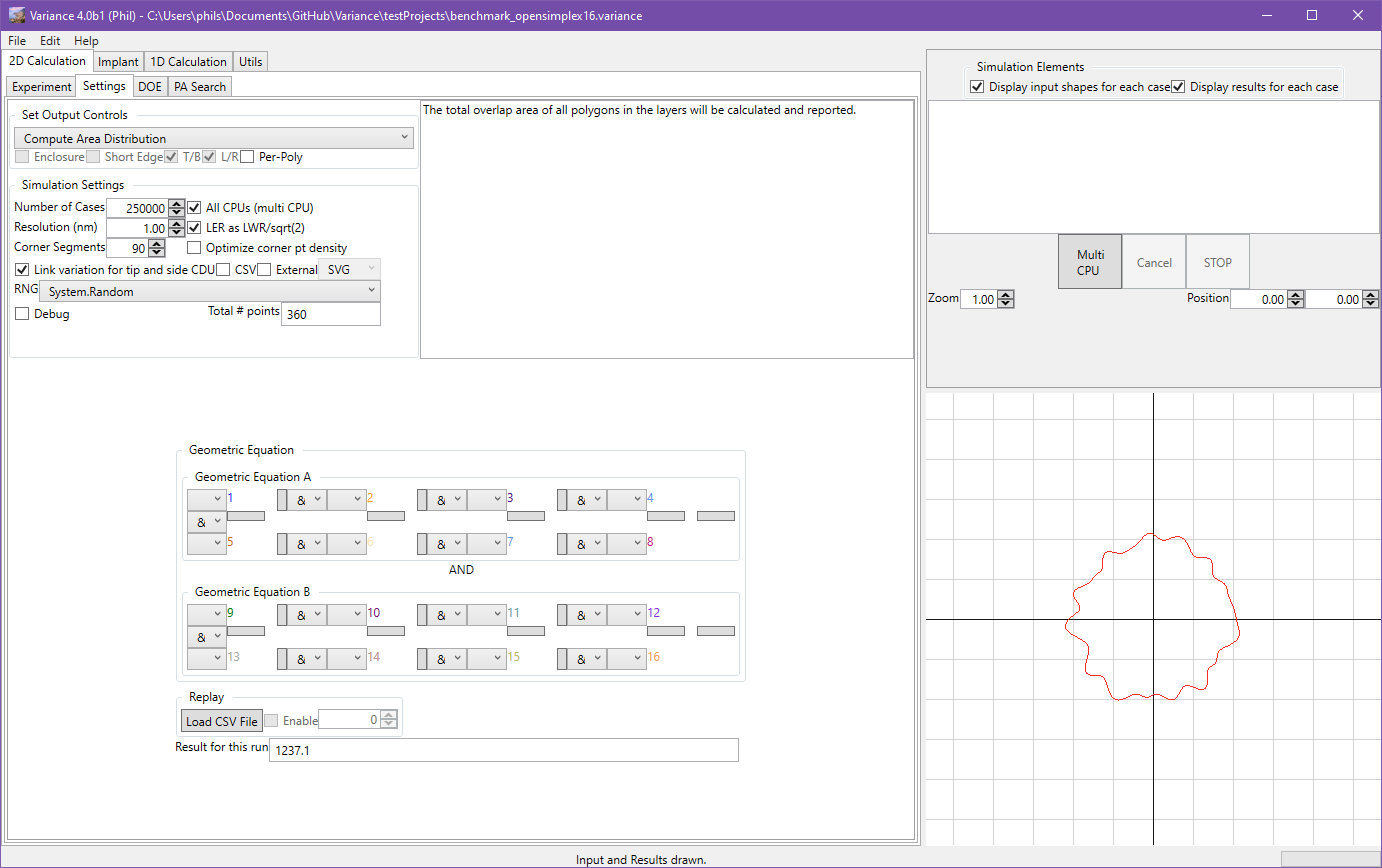 Variance 4.0b1 (Phil) - C:\Users\phils\Documents\GitHub\Variance\testProjects\benchmark_opensimplex16.variance
File Edit Help
2D Calculation Implant 1D Calculation Utils
Experiment Settings DOE PA Search
Set Output Controls
Compute Area Distribution
Enclosure Short Edge T/B L/R Per-Poly
Simulation Settings
Number of Cases 250000 All CPUs (multi CPU)
Resolution (nm) 1.00 LER as LWR/sqrt(2)
Corner Segments 90 Optimize corner pt density
Link variation for tip and side CDU CSV External SVG
RNG System.Random
Debug Total # points 360
The total overlap area of all polygons in the layers will be calculated and reported.
Geometric Equation
Geometric Equation A
1 & 2 & 3 & 4
&
5 & 6 & 7 & 8
AND
Geometric Equation B
9 & 10 & 11 & 12
&
13 & 14 & 15 & 16
Replay
Load CSV File Enable 0
Result for this run 1237.1
Simulation Elements
Display input shapes for each case Display results for each case
Multi
CPU
Cancel
STOP
Zoom 1.00 Position 0.00 0.00
Input and Results drawn.